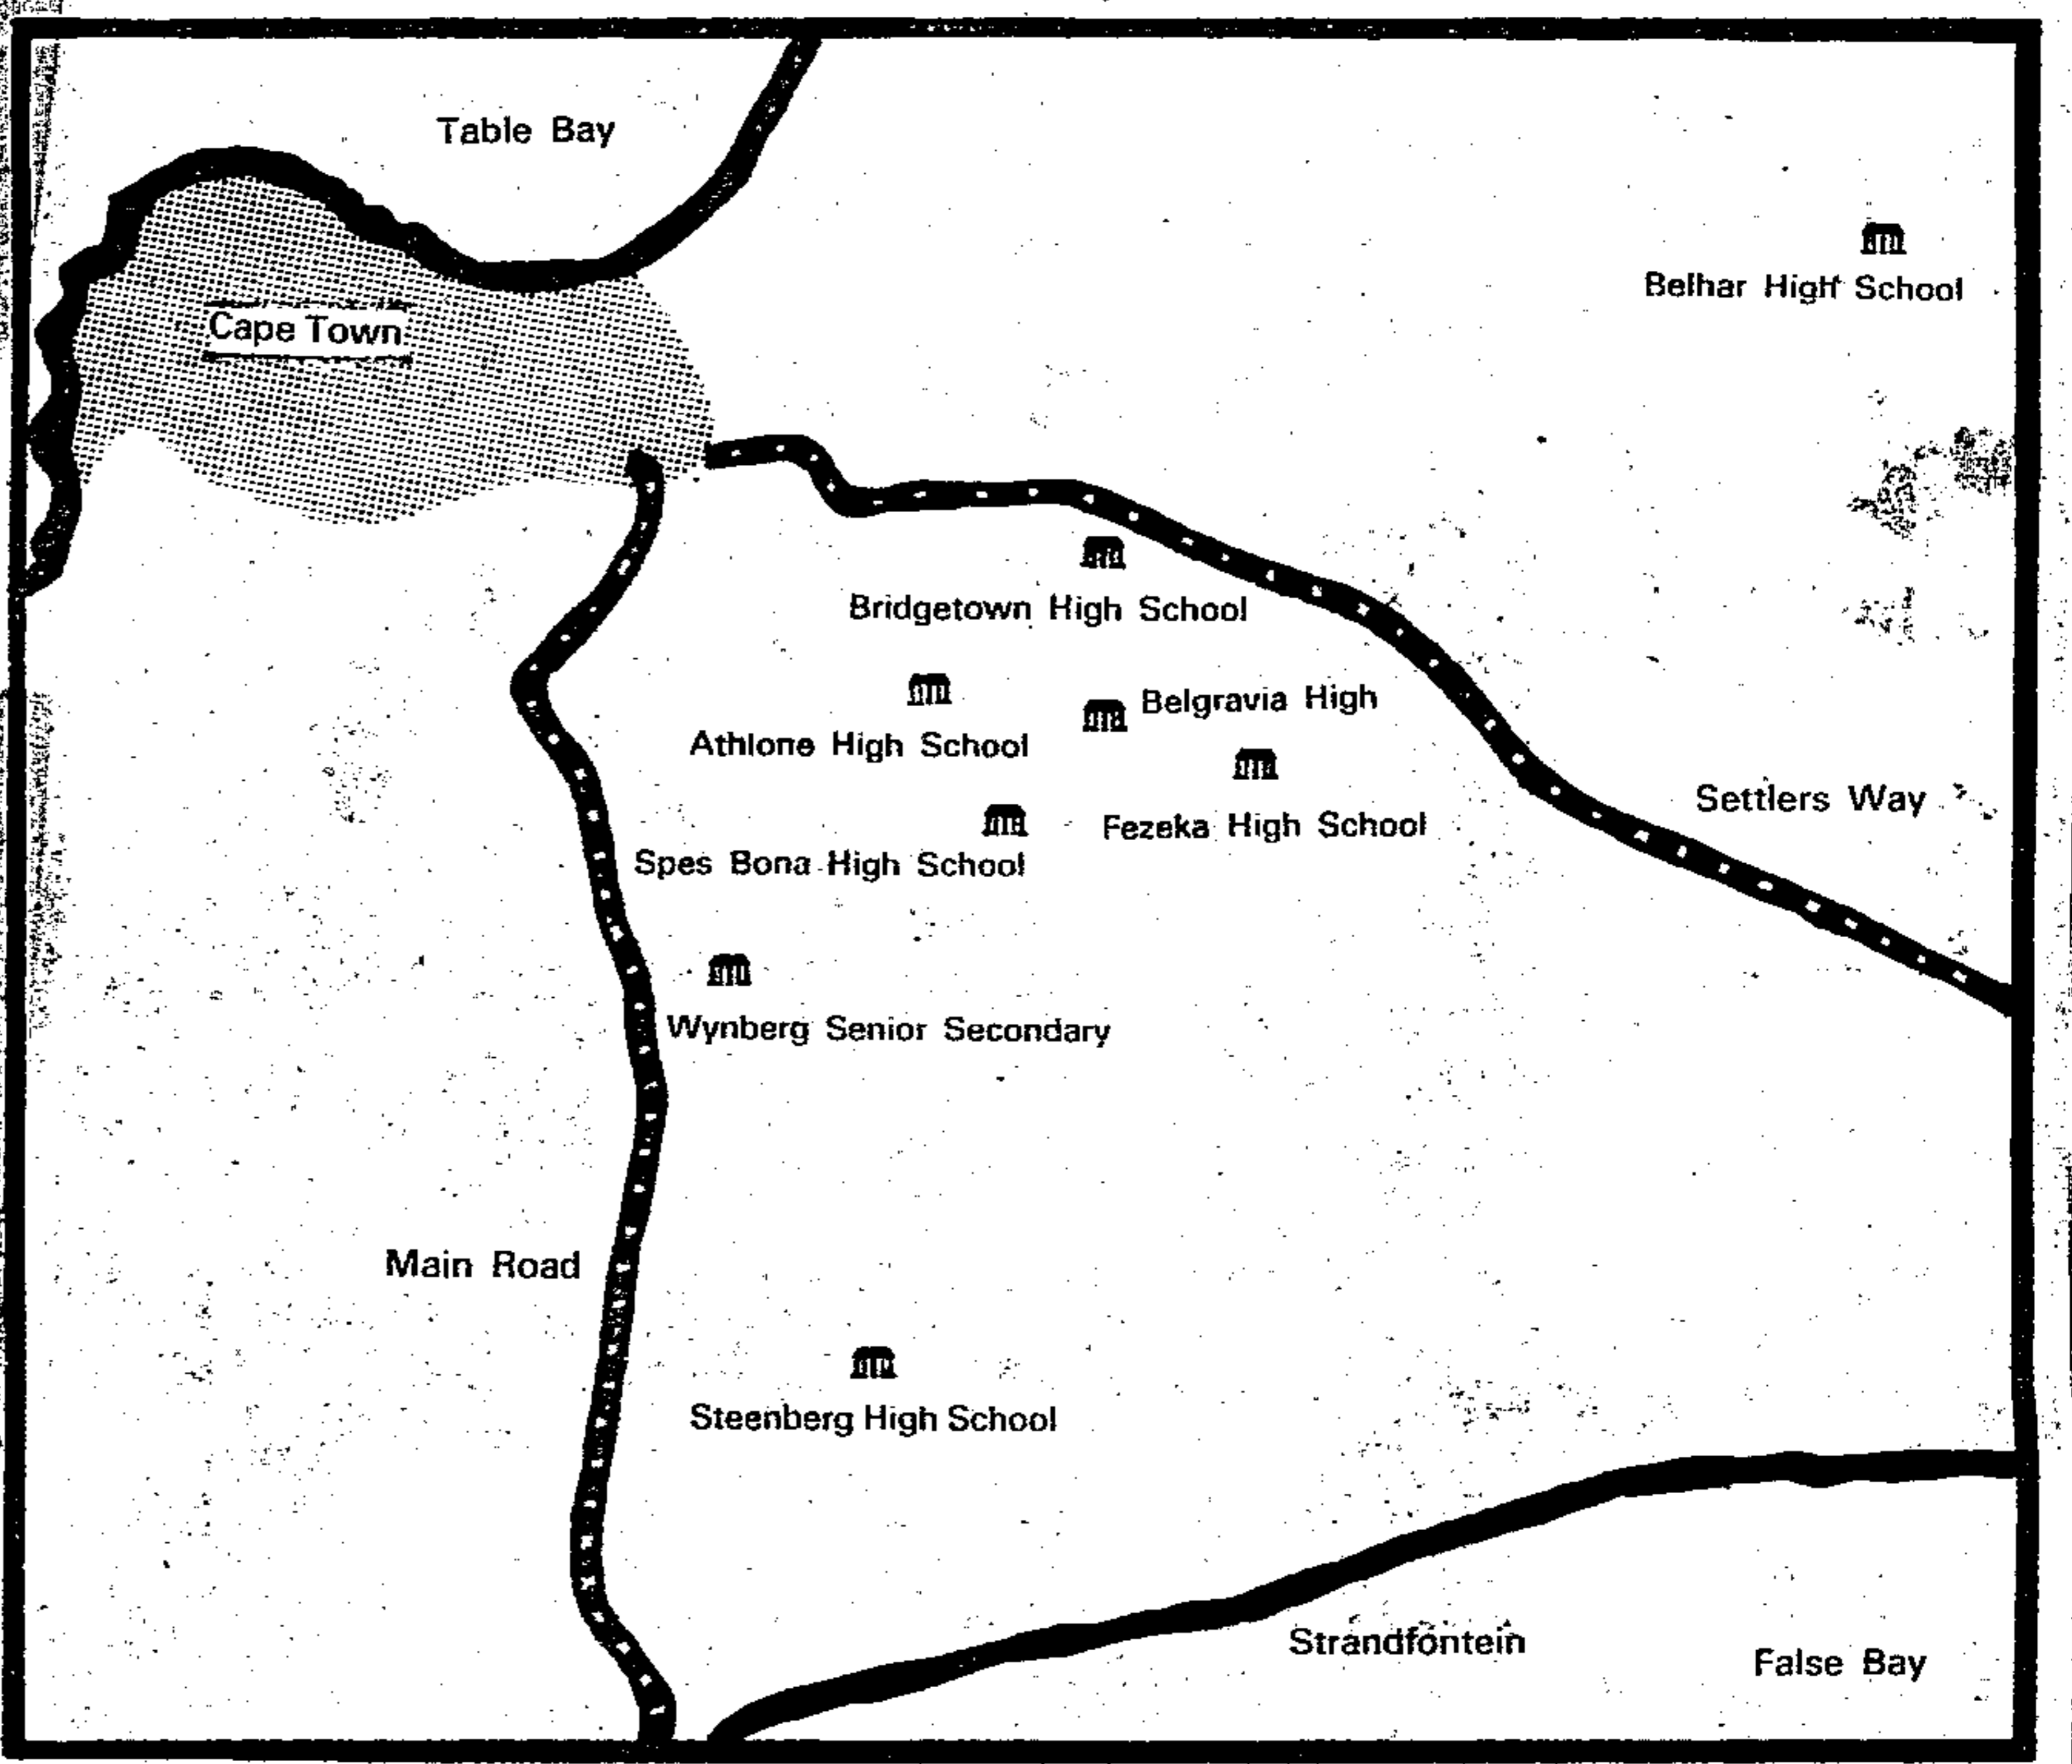 Table Bay
Belhar High School
Cape Town
Bridgetown High School
Belgravia High
Athlone High School
Settlers Way
Fezeka High School
Spes Bona High School
Wynberg Senior Secondary
Main Road
Steenberg High School
Strandfontein
False Bay